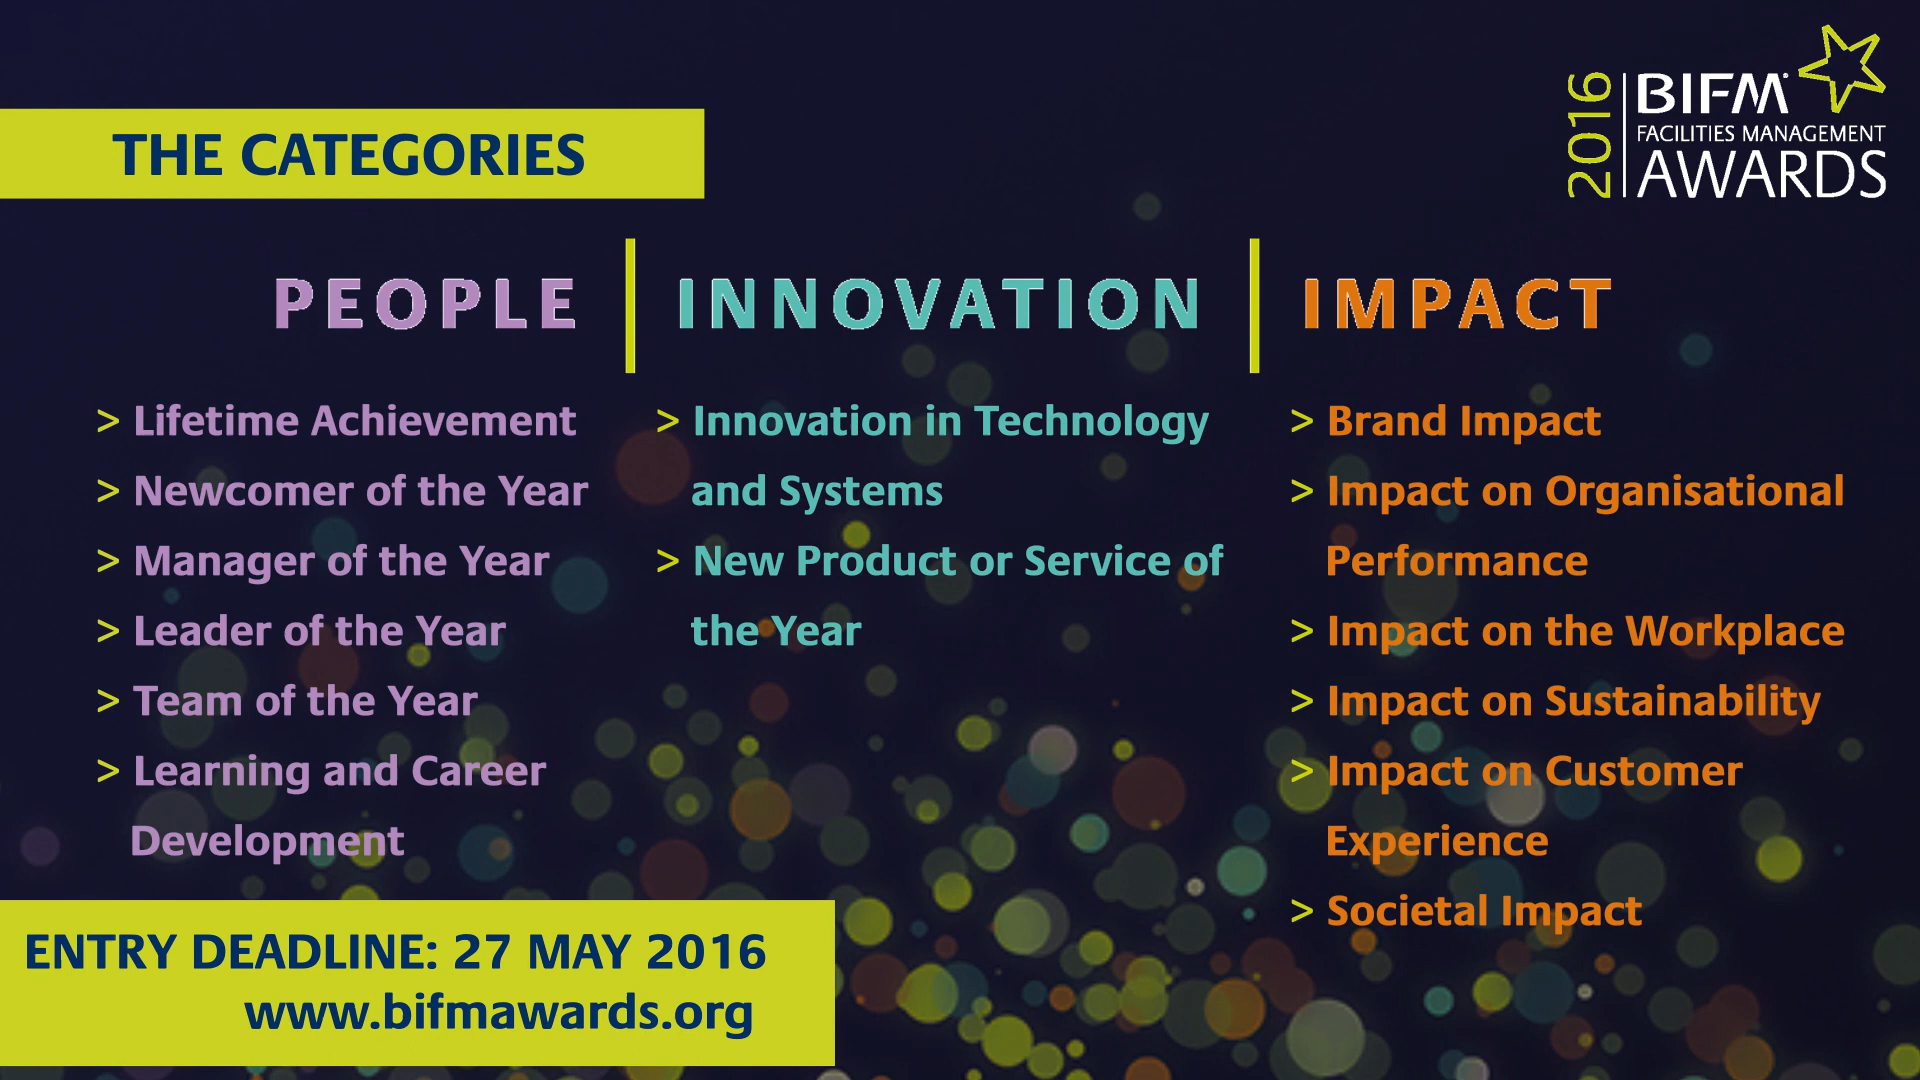 2016
BIFM
FACILITIES MANAGEMENT
AWARDS
THE CATEGORIES
PEOPLE
> Lifetime Achievement
> Newcomer of the Year
> Manager of the Year
> Leader of the Year
> Team of the Year
> Learning and Career
Development
INNOVATION
> Innovation in Technology
and Systems
> New Product or Service of
the Year
IMPACT
> Brand Impact
> Impact on Organisational
Performance
> Impact on the Workplace
> Impact on Sustainability
> Impact on Customer
Experience
> Societal Impact
ENTRY DEADLINE: 27 MAY 2016
www.bifmawards.org